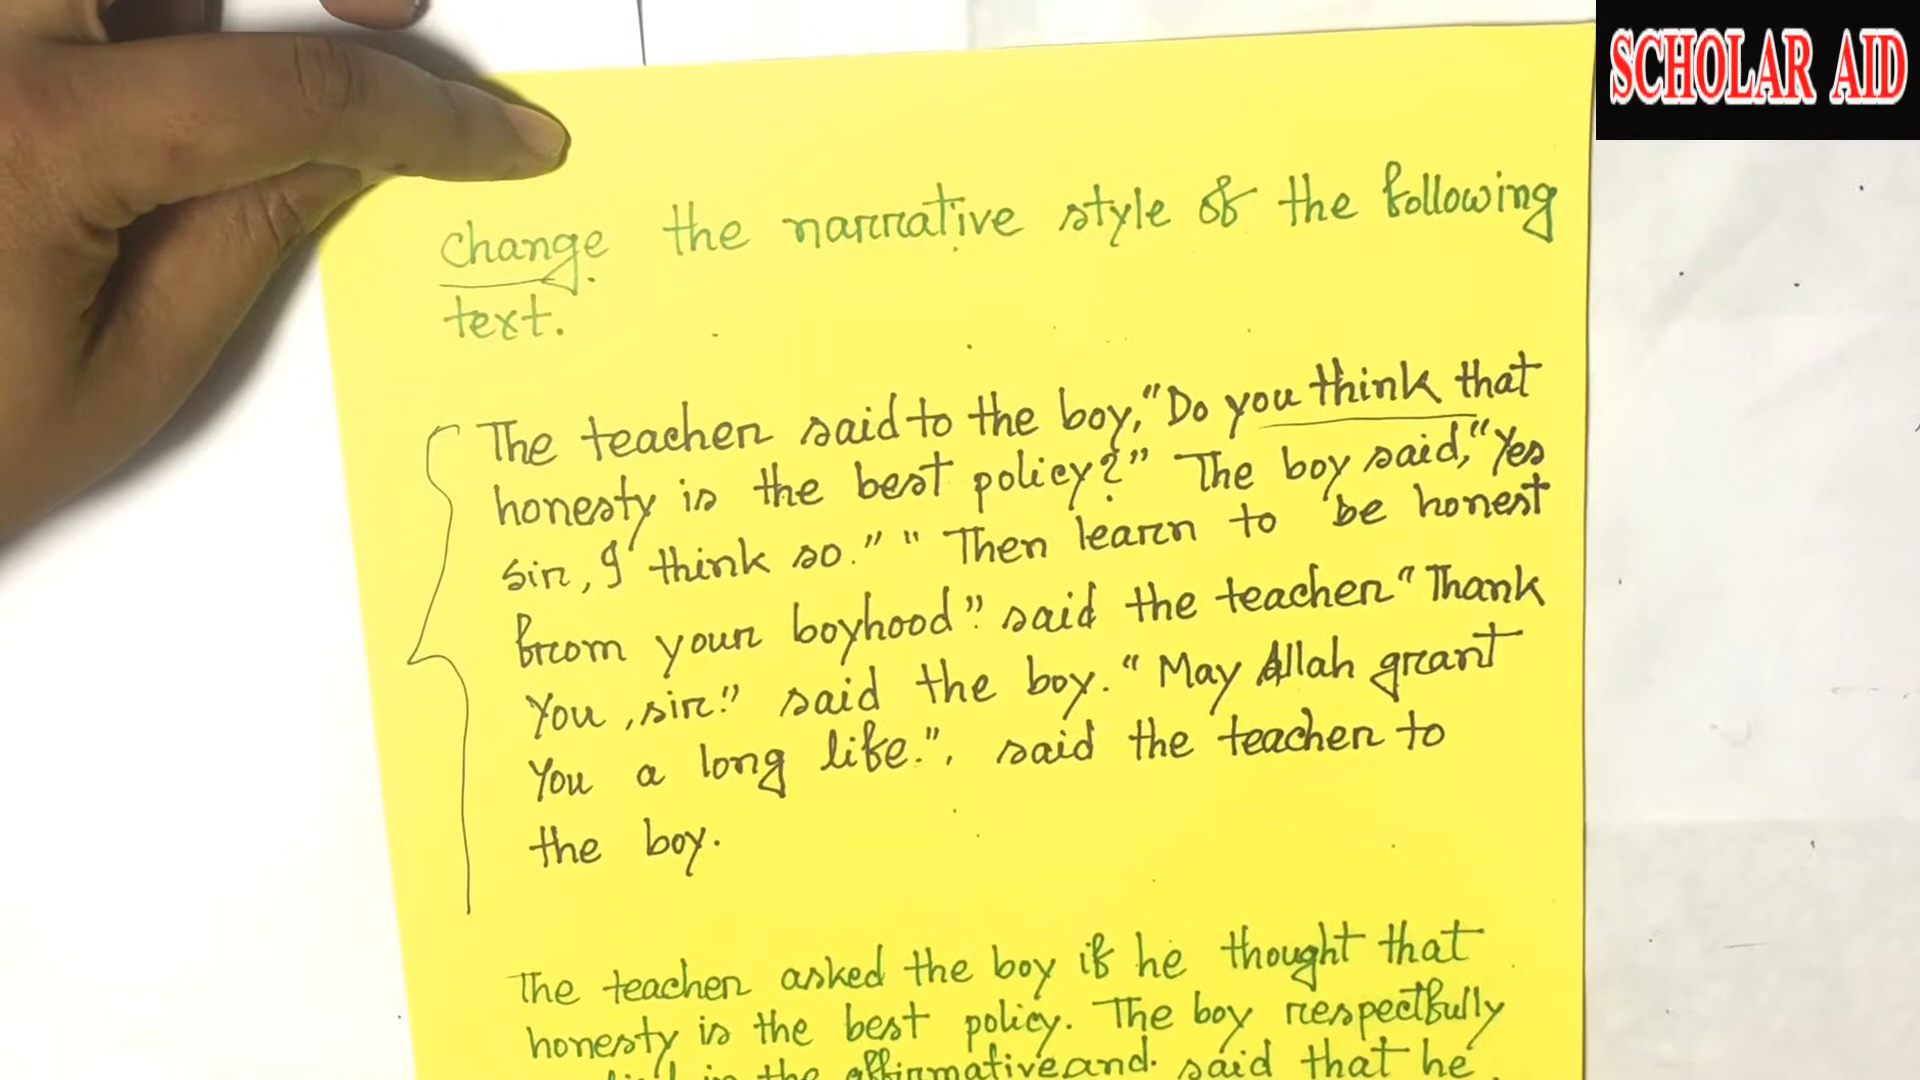 SCHOLAR AID
change the narrative style of the following
text.
The teacher said to the boy, "Do you think that
honesty is the best policy?" The boy said, "Yes
sir, I think so." "Then learn to be honest
from your boyhood". said the teacher "Thank
You, sir." said the boy. "May Allah grant
You a long life.", said the teacher to
the boy.
The teacher asked the boy if he thought that
honesty is the best policy. The boy respectfully
in the affirmative and said that he